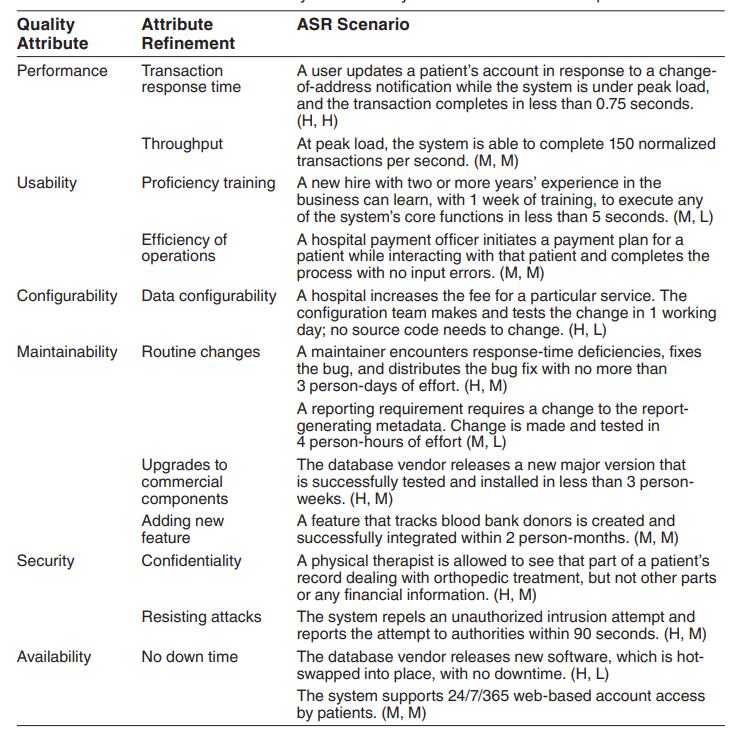 Quality Attribute ASR Scenario
Attribute Refinement
Performance Transaction A user updates a patient's account in response to a change-
response time of-address notification while the system is under peak load,
and the transaction completes in less than 0.75 seconds.
(H, H)
Throughput At peak load, the system is able to complete 150 normalized
transactions per second. (M, M)
Usability Proficiency training A new hire with two or more years' experience in the
business can learn, with 1 week of training, to execute any
of the system's core functions in less than 5 seconds. (M, L)
Efficiency of A hospital payment officer initiates a payment plan for a
operations patient while interacting with that patient and completes the
process with no input errors. (M, M)
Configurability Data configurability A hospital increases the fee for a particular service. The
configuration team makes and tests the change in 1 working
day; no source code needs to change. (H, L)
Maintainability Routine changes A maintainer encounters response-time deficiencies, fixes
the bug, and distributes the bug fix with no more than
3 person-days of effort. (H, M)
A reporting requirement requires a change to the report-
generating metadata. Change is made and tested in
4 person-hours of effort (M, L)
Upgrades to The database vendor releases a new major version that
commercial is successfully tested and installed in less than 3 person-
components weeks. (H, M)
Adding new A feature that tracks blood bank donors is created and
feature successfully integrated within 2 person-months. (M, M)
Security Confidentiality A physical therapist is allowed to see that part of a patient's
record dealing with orthopedic treatment, but not other parts
or any financial information. (H, M)
Resisting attacks The system repels an unauthorized intrusion attempt and
reports the attempt to authorities within 90 seconds. (H, M)
Availability No down time The database vendor releases new software, which is hot-
swapped into place, with no downtime. (H, L)
The system supports 24/7/365 web-based account access
by patients. (M, M)